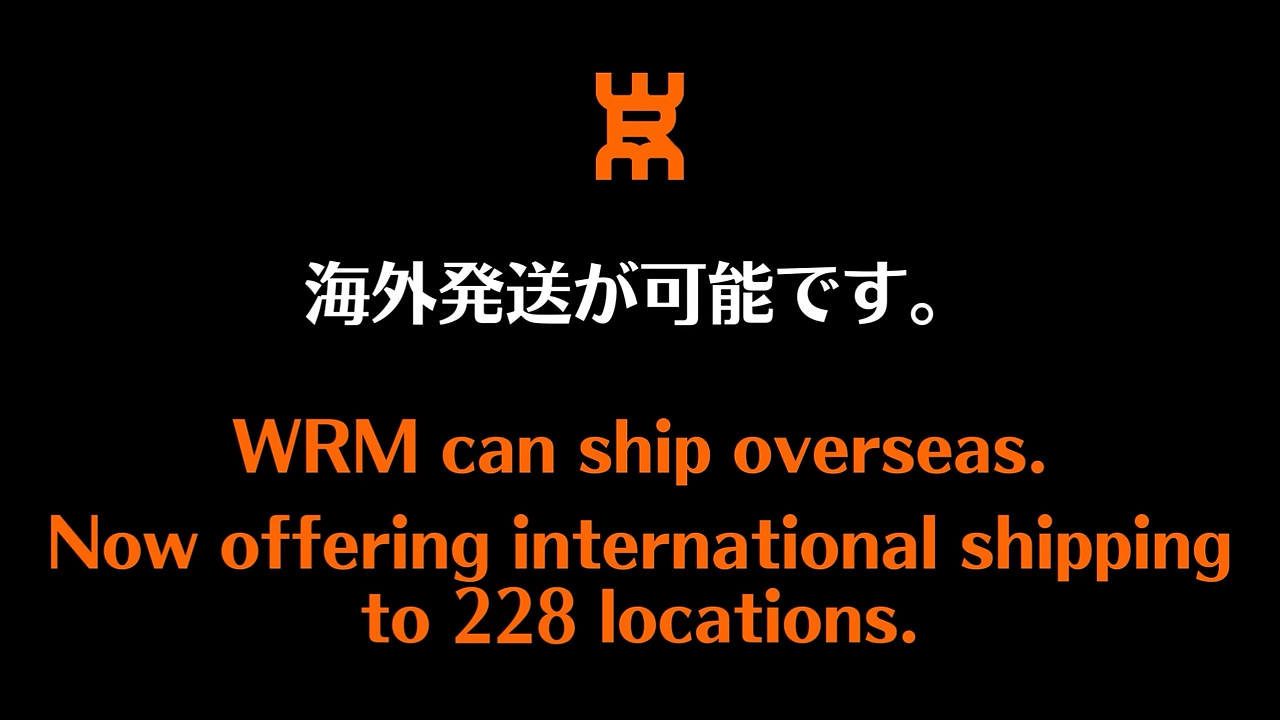 海外発送が可能です。
WRM can ship overseas.
Now offering international shipping
to 228 locations.